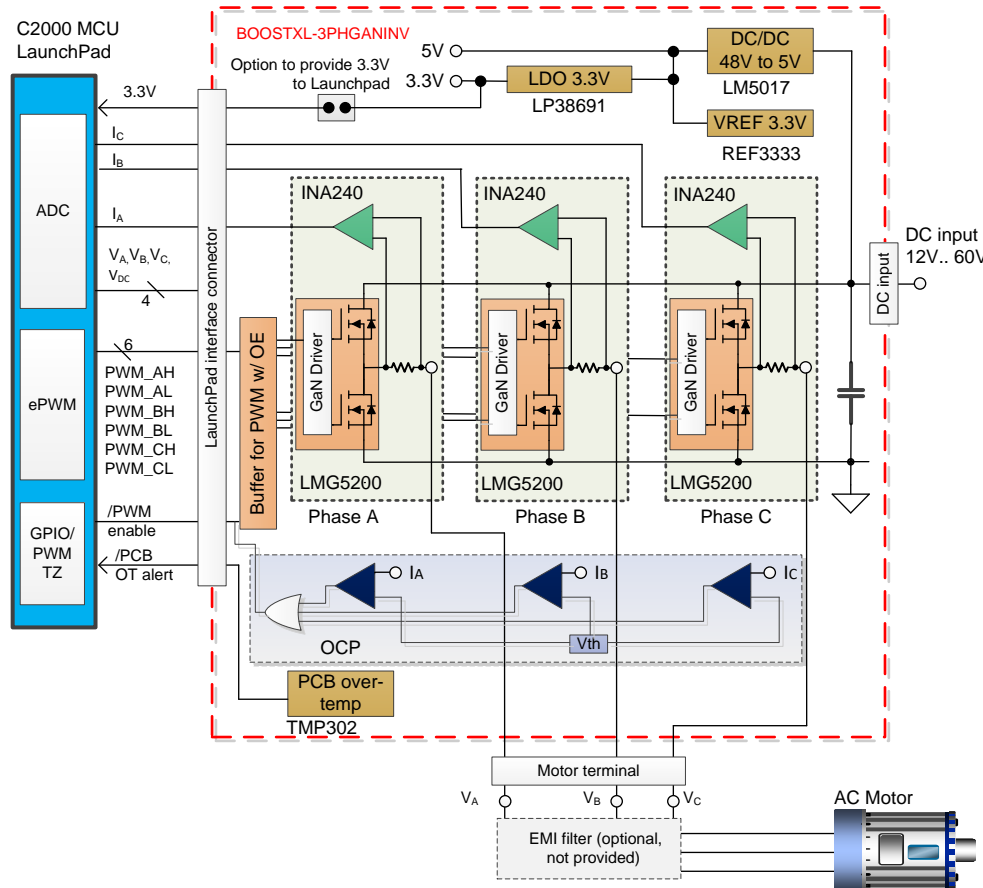 C2000 MCU
LaunchPad
BOOSTXL-3PHGANINV
Option to provide 3.3V
to Launchpad
5V
3.3V
LDO 3.3V
LP38691
DC/DC
48V to 5V
LM5017
VREF 3.3V
REF3333
3.3V
IC
IB
IA
VA,VB,VC,
VDC
4
ADC
LaunchPad interface connector
INA240
INA240
INA240
DC input
12V.. 60V
DC input
6
PWM_AH
PWM_AL
PWM_BH
PWM_BL
PWM_CH
PWM_CL
ePWM
Buffer for PWM w/ OE
GaN Driver
GaN Driver
GaN Driver
LMG5200
LMG5200
LMG5200
Phase A
Phase B
Phase C
GPIO/
PWM
TZ
/PWM
enable
/PCB
OT alert
IA
IB
IC
Vth
OCP
PCB over-
temp
TMP302
Motor terminal
VA
VB
VC
EMI filter (optional,
not provided)
AC Motor